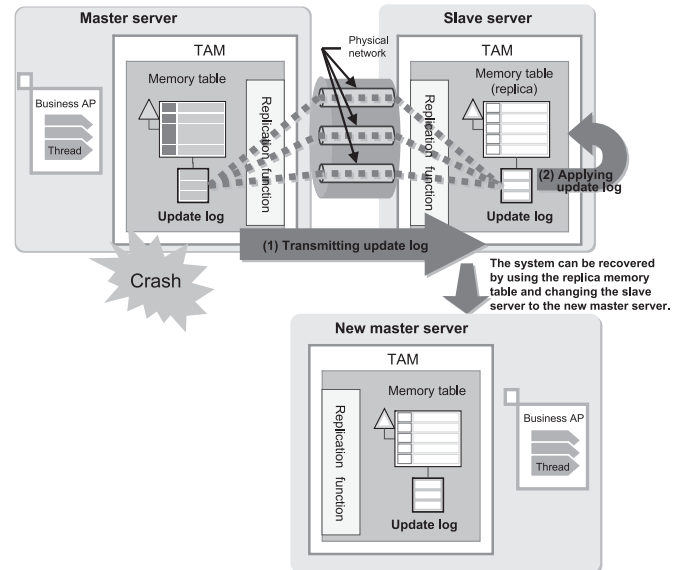 Master server
Slave server
Physical
network
TAM
TAM
Memory table
Memory table
(replica)
Business AP
Thread
Replication function
Replication function
Update log
Update log
(2) Applying
update log
(1) Transmitting update log
Crash
The system can be recovered
by using the replica memory
table and changing the slave
server to the new master server.
New master server
TAM
Memory table
Replication function
Update log
Business AP
Thread